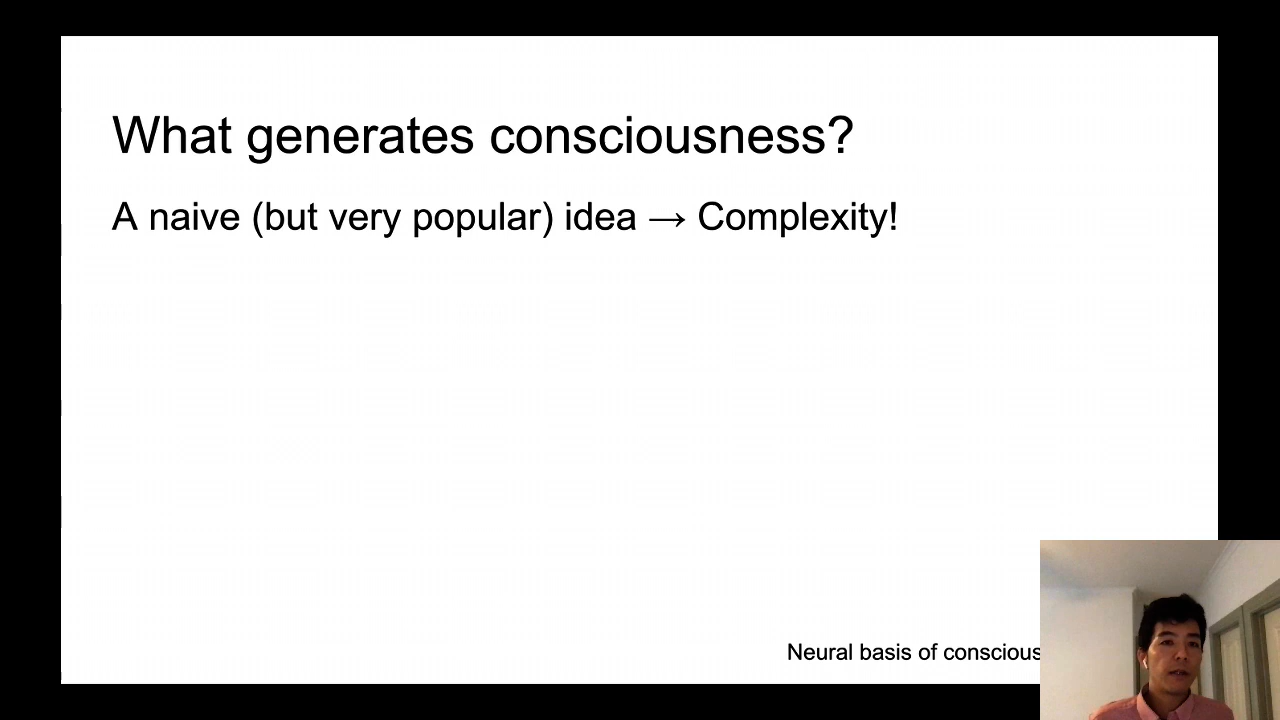 What generates consciousness?
A naive (but very popular) idea → Complexity!
Neural basis of conscious